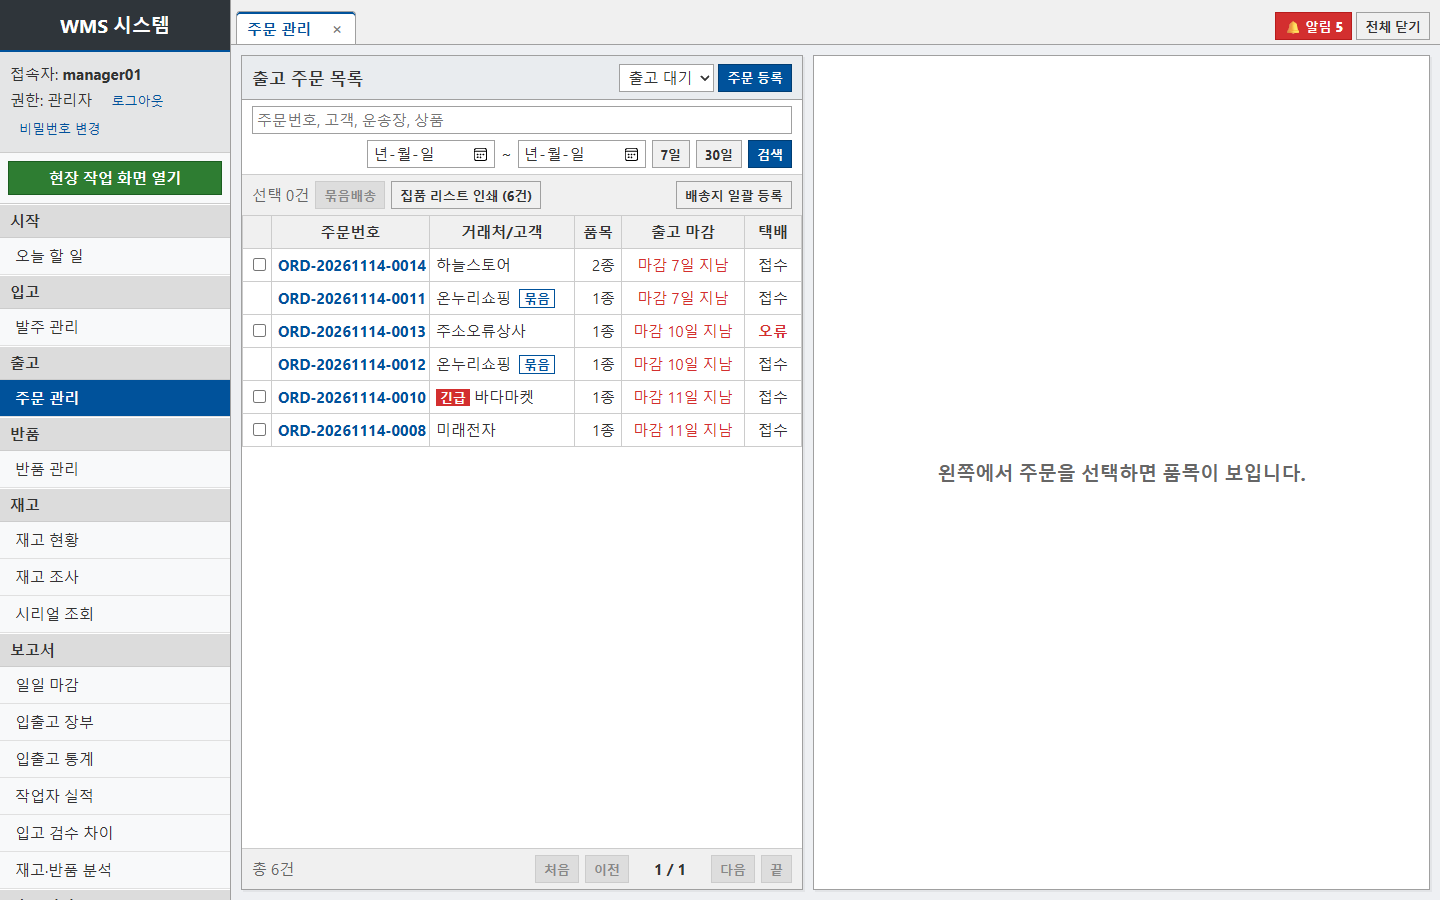 WMS 시스템
접속자: manager01
권한: 관리자 로그아웃
비밀번호 변경
현장 작업 화면 열기
시작
오늘 할 일
입고
발주 관리
출고
주문 관리
반품
반품 관리
재고
재고 현황
재고 조사
시리얼 조회
보고서
일일 마감
입출고 장부
입출고 통계
작업자 실적
입고 검수 차이
재고·반품 분석
주문 관리 ×
알림 5 전체 닫기
출고 주문 목록 출고 대기 주문 등록
주문번호, 고객, 운송장, 상품
년-월-일 ~ 년-월-일 7일 30일 검색
선택 0건 묶음배송 집품 리스트 인쇄 (6건) 배송지 일괄 등록
주문번호 거래처/고객 품목 출고 마감 택배
ORD-20261114-0014 하늘스토어 2종 마감 7일 지남 접수
ORD-20261114-0011 온누리쇼핑 묶음 1종 마감 7일 지남 접수
ORD-20261114-0013 주소오류상사 1종 마감 10일 지남 오류
ORD-20261114-0012 온누리쇼핑 묶음 1종 마감 10일 지남 접수
ORD-20261114-0010 긴급 바다마켓 1종 마감 11일 지남 접수
ORD-20261114-0008 미래전자 1종 마감 11일 지남 접수
총 6건 처음 이전 1 / 1 다음 끝
왼쪽에서 주문을 선택하면 품목이 보입니다.